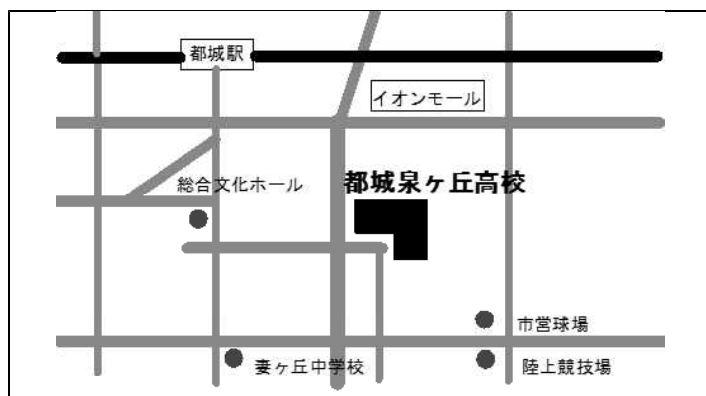 都城駅
イオンモール
都城泉ヶ丘高校
総合文化ホール
市営球場
妻ヶ丘中学校
陸上競技場